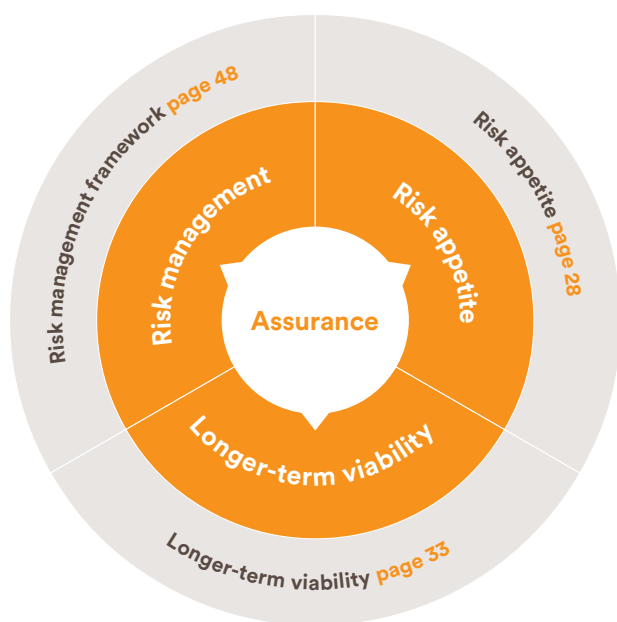 Risk management framework page 48
Risk appetite page 28
Risk management
Risk appetite
Assurance
Longer-term viability
Longer-term viability page 33